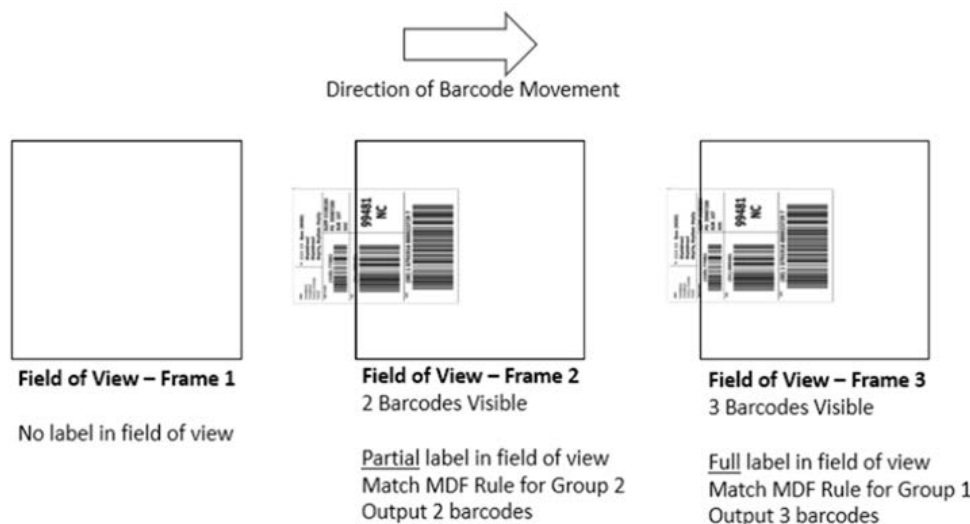 Direction of Barcode Movement
99481
NC
99481
NC
Field of View – Frame 1
No label in field of view
Field of View – Frame 2
2 Barcodes Visible
Partial label in field of view
Match MDF Rule for Group 2
Output 2 barcodes
Field of View – Frame 3
3 Barcodes Visible
Full label in field of view
Match MDF Rule for Group 1
Output 3 barcodes